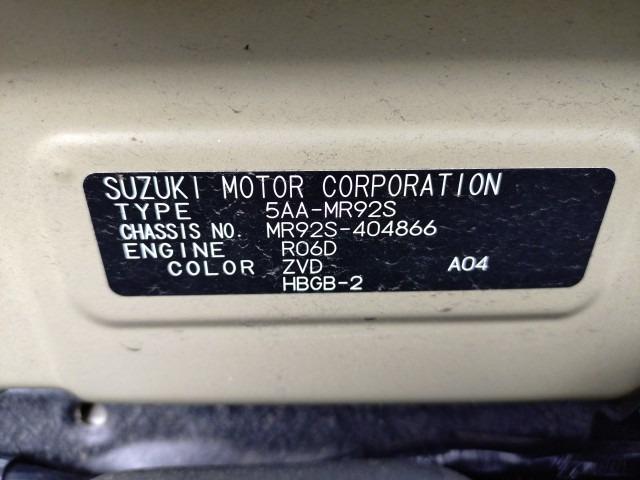 SUZUKI MOTOR CORPORATION
TYPE 5AA-MR92S
CHASSIS NO. MR92S-404866
ENGINE R06D
COLOR ZVD A04
HBGB-2